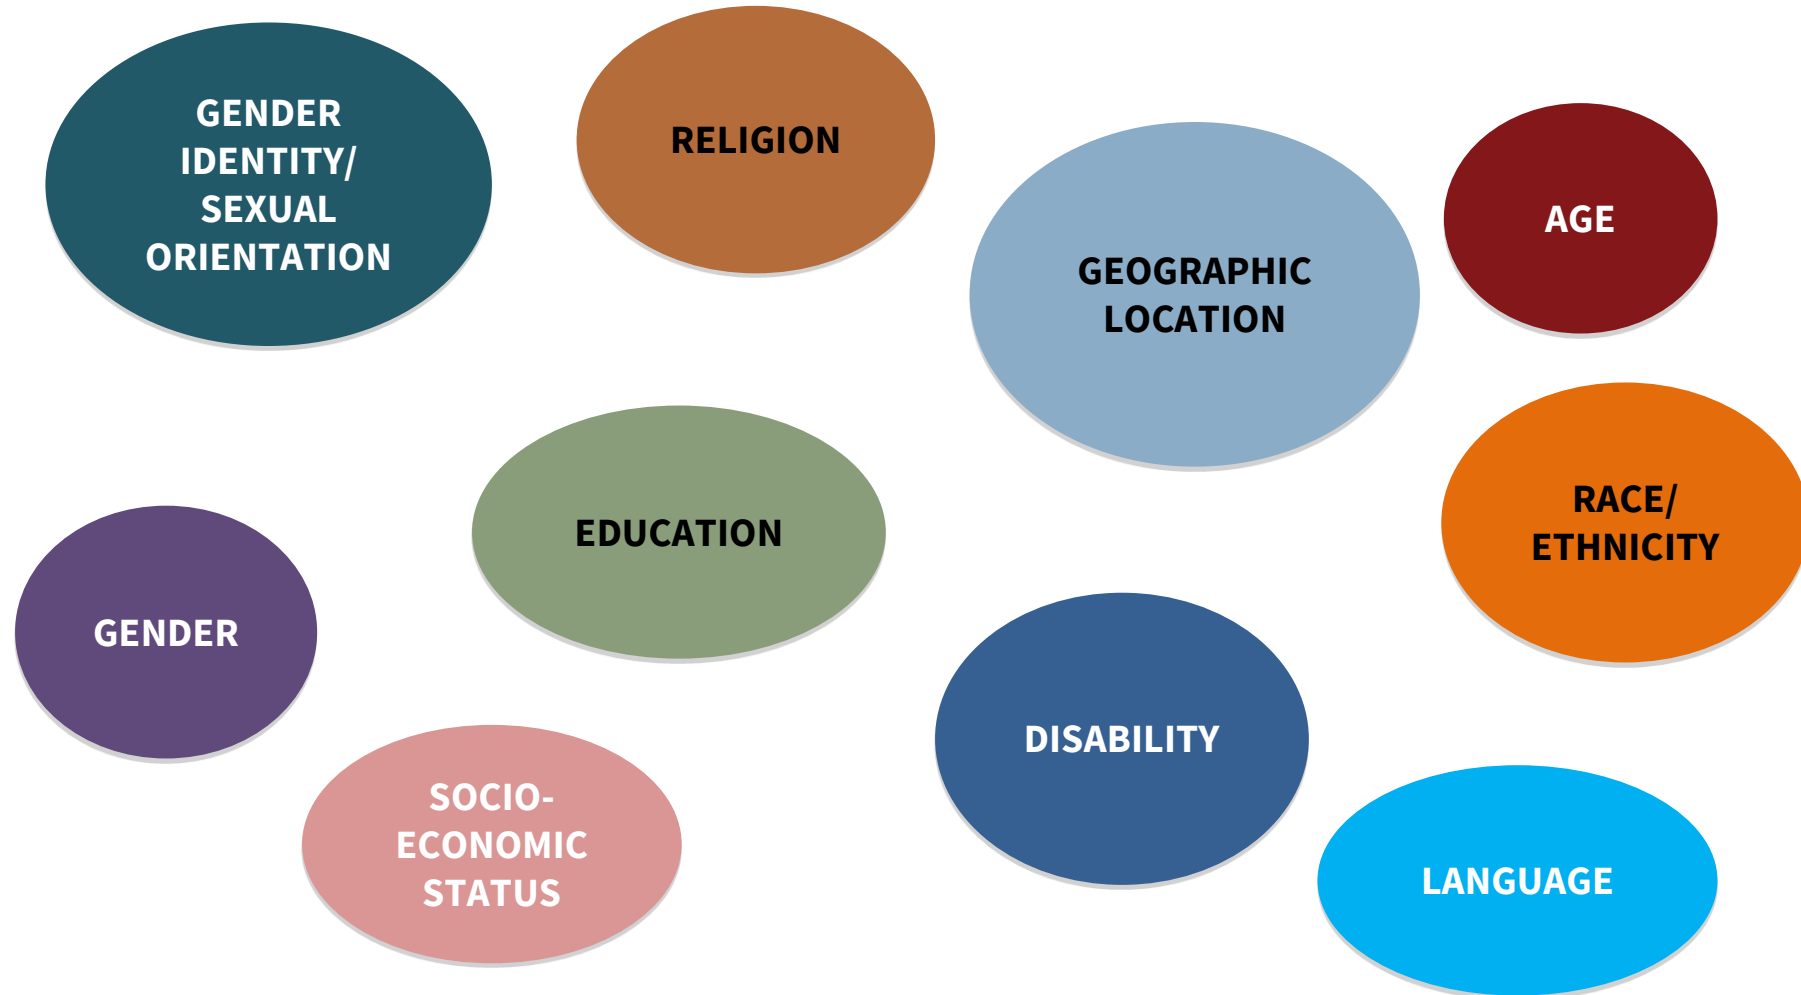 GENDER
IDENTITY/
SEXUAL
ORIENTATION
RELIGION
GEOGRAPHIC
LOCATION
AGE
EDUCATION
RACE/
ETHNICITY
GENDER
DISABILITY
SOCIO-
ECONOMIC
STATUS
LANGUAGE